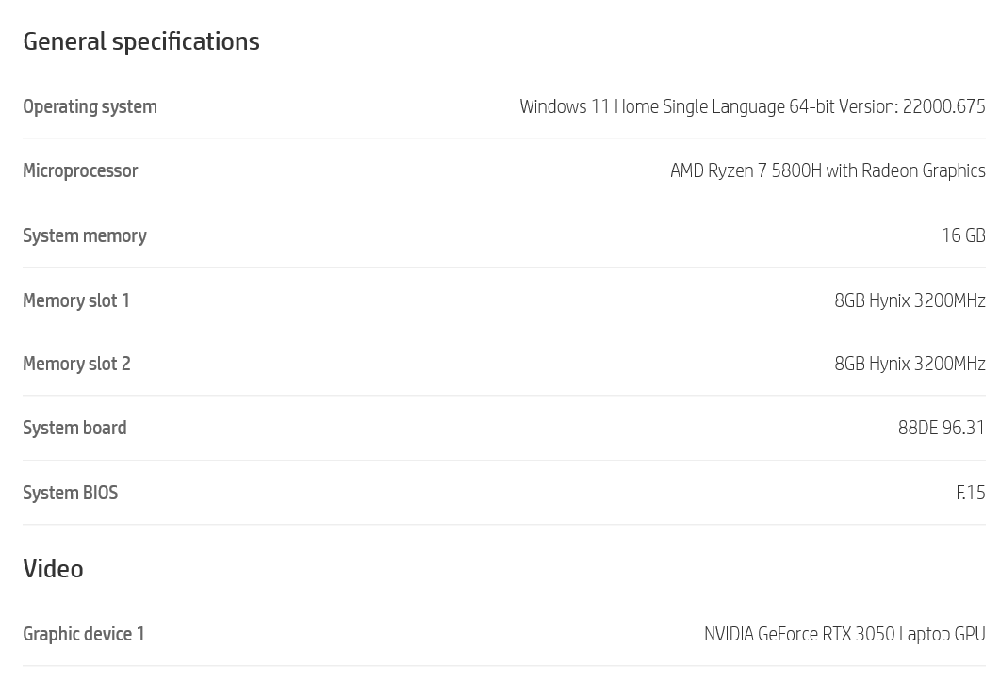 General specifications
Operating system Windows 11 Home Single Language 64-bit Version: 22000.675
Microprocessor AMD Ryzen 7 5800H with Radeon Graphics
System memory 16 GB
Memory slot 1 8GB Hynix 3200MHz
Memory slot 2 8GB Hynix 3200MHz
System board 88DE 96.31
System BIOS F.15
Video
Graphic device 1 NVIDIA GeForce RTX 3050 Laptop GPU